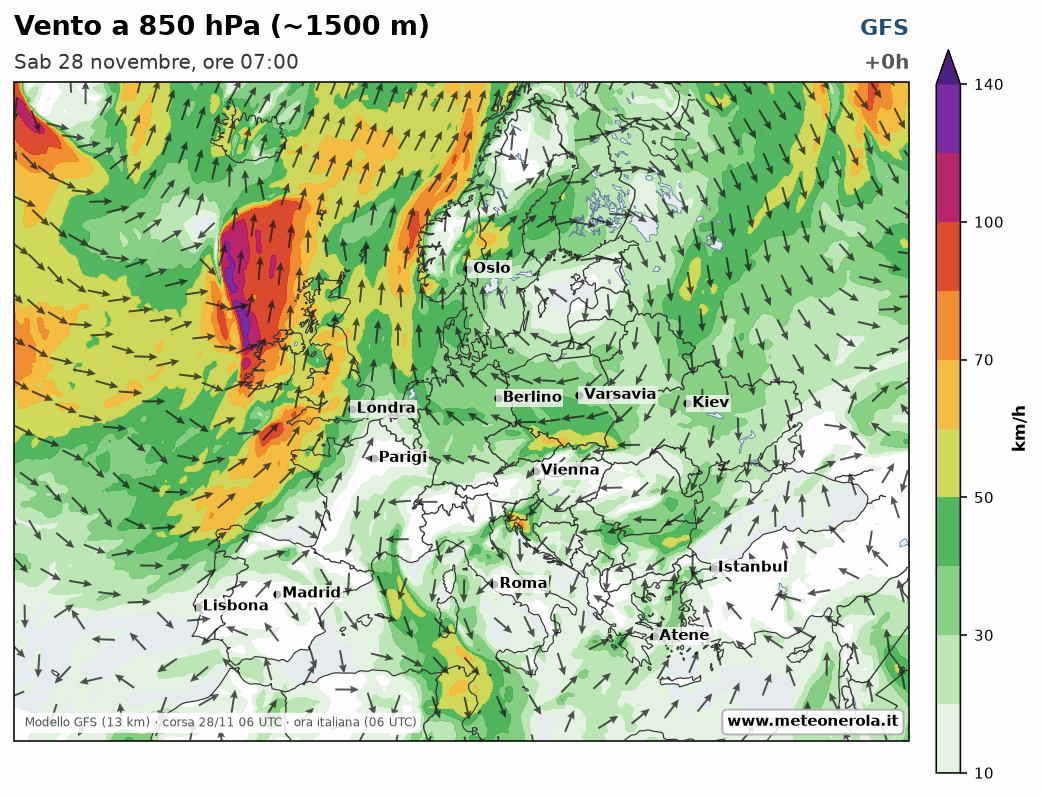 Vento a 850 hPa (~1500 m)
GFS
Sab 28 novembre, ore 07:00
+0h
140
100
70
50
30
10
km/h
Oslo
Berlino
Varsavia
Kiev
Londra
Parigi
Vienna
Istanbul
Roma
Madrid
Lisbona
Atene
Modello GFS (13 km) · corsa 28/11 06 UTC · ora italiana (06 UTC)
www.meteonerola.it